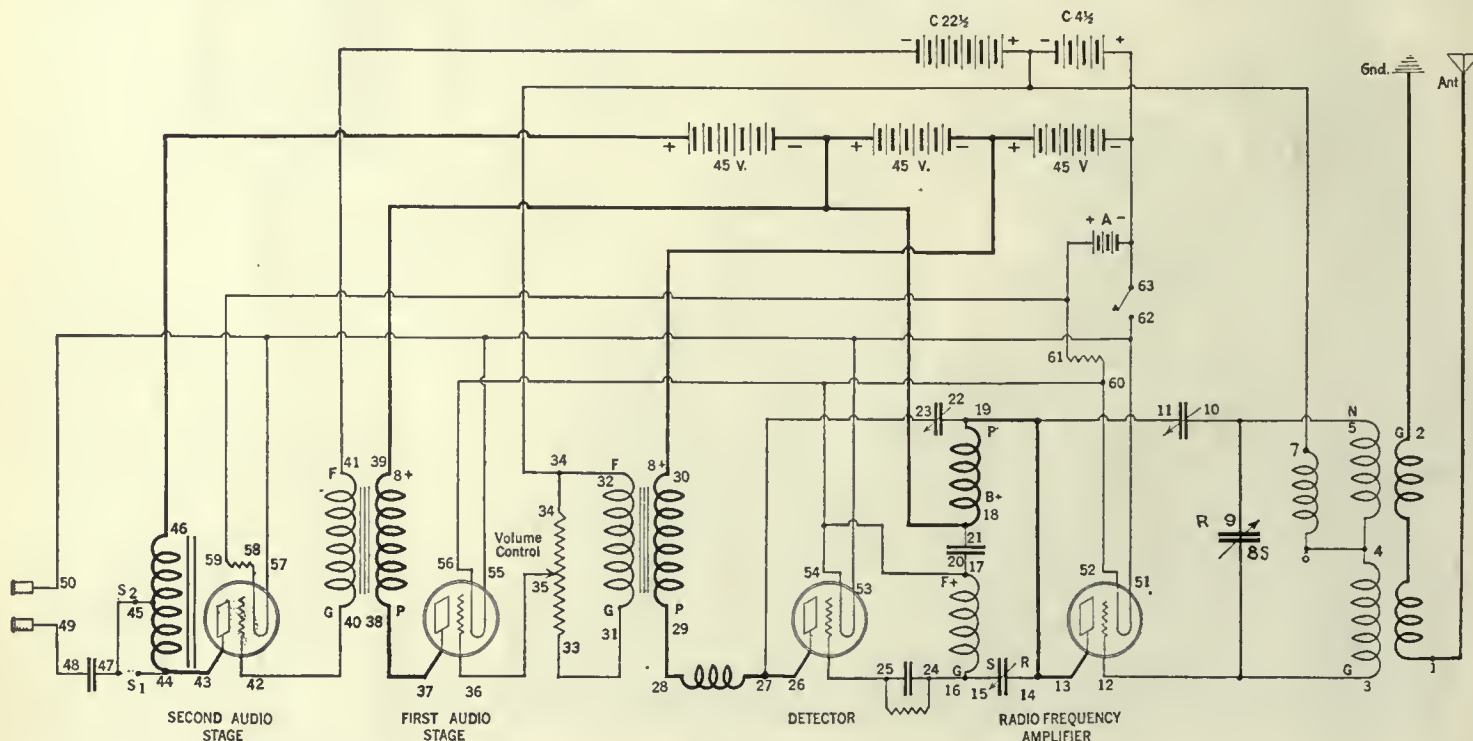 C 22½
C 4½
- + - +
Gnd.
Ant
+ - + - + -
45 V.
45 V.
45 V
+ A -
63
62
61
60
23
22
19
11
10
N
5
G 2
P
7
41
F
39
8+
34
F
32
8+
30
B+
18
R 9
8S
4
46
59
58
57
34
Volume
Control
35
56
55
21
20
17
54
53
F+
52
51
50
S2
45
49
G
40
38
P
G
31
33
P
29
48
47
S1
44
43
42
37
36
28
27
26
25
24
G
16
S
R
15
14
13
12
G
3
1
SECOND AUDIO
STAGE
FIRST AUDIO
STAGE
DETECTOR
RADIO FREQUENCY
AMPLIFIER